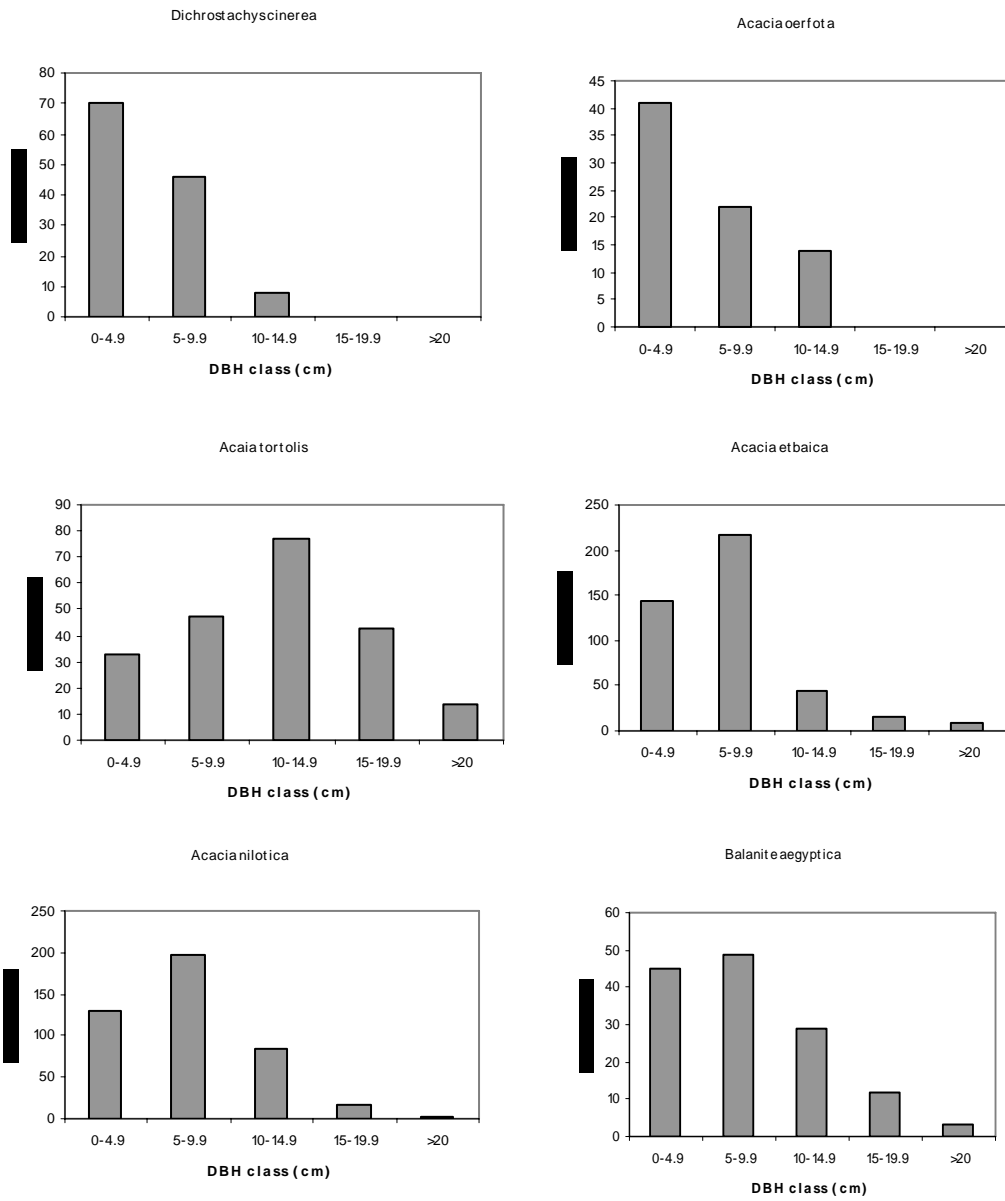 Dichrostachyscinerea
80
70
60
50
40
30
20
10
0
0-4.9 5-9.9 10-14.9 15-19.9 >20
DBH class (cm)
Acacia oerfota
45
40
35
30
25
20
15
10
5
0
0-4.9 5-9.9 10-14.9 15-19.9 >20
DBH class (cm)
Acaia tortolis
90
80
70
60
50
40
30
20
10
0
0-4.9 5-9.9 10-14.9 15-19.9 >20
DBH class (cm)
Acacia etbaica
250
200
150
100
50
0
0-4.9 5-9.9 10-14.9 15-19.9 >20
DBH class (cm)
Acacia nilotica
250
200
150
100
50
0
0-4.9 5-9.9 10-14.9 15-19.9 >20
DBH class (cm)
Balanite aegyptica
60
50
40
30
20
10
0
0-4.9 5-9.9 10-14.9 15-19.9 >20
DBH class (cm)